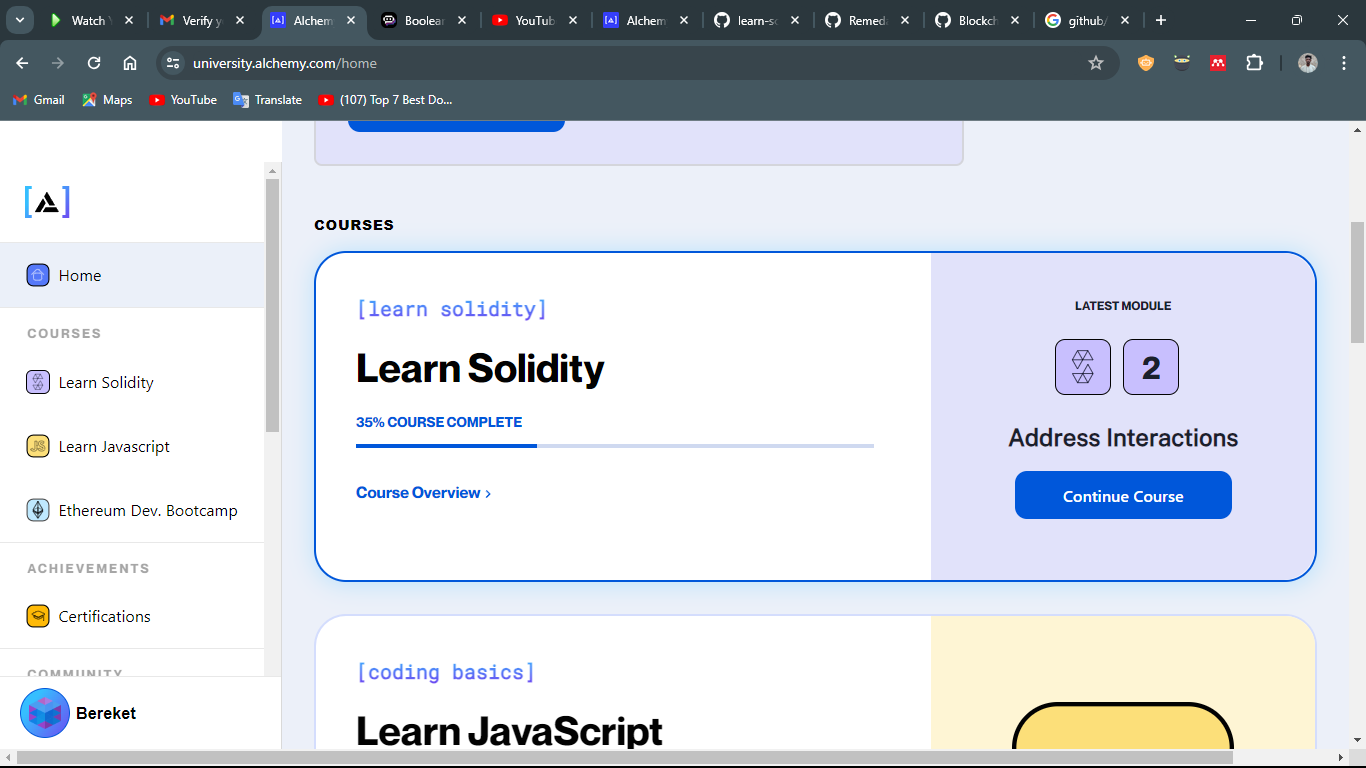 Watch
Verify y
Alchem
Boolea
YouTub
Alchem
learn-sc
Remed
Blockch
github/
university.alchemy.com/home
Gmail
Maps
YouTube
Translate
(107) Top 7 Best Do...
[A]
Home
COURSES
Learn Solidity
JS
Learn Javascript
Ethereum Dev. Bootcamp
ACHIEVEMENTS
Certifications
COMMUNITY
Bereket
COURSES
[learn solidity]
Learn Solidity
35% COURSE COMPLETE
Course Overview ›
LATEST MODULE
2
Address Interactions
Continue Course
[coding basics]
Learn JavaScript